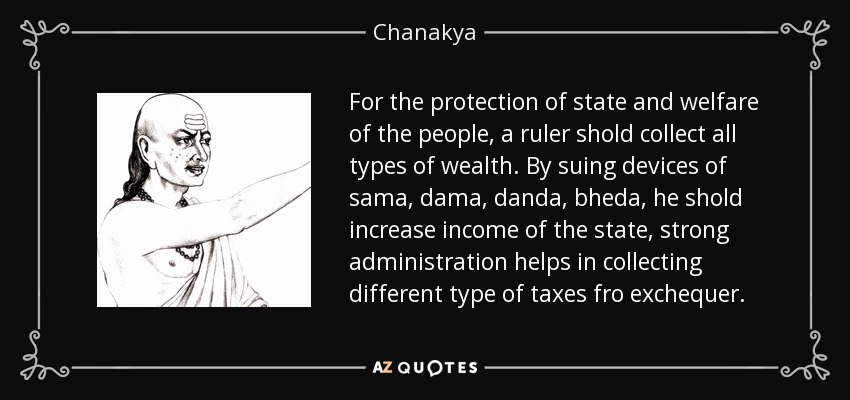 Chanakya
For the protection of state and welfare
of the people, a ruler shold collect all
types of wealth. By suing devices of
sama, dama, danda, bheda, he shold
increase income of the state, strong
administration helps in collecting
different type of taxes fro exchequer.
AZ QUOTES